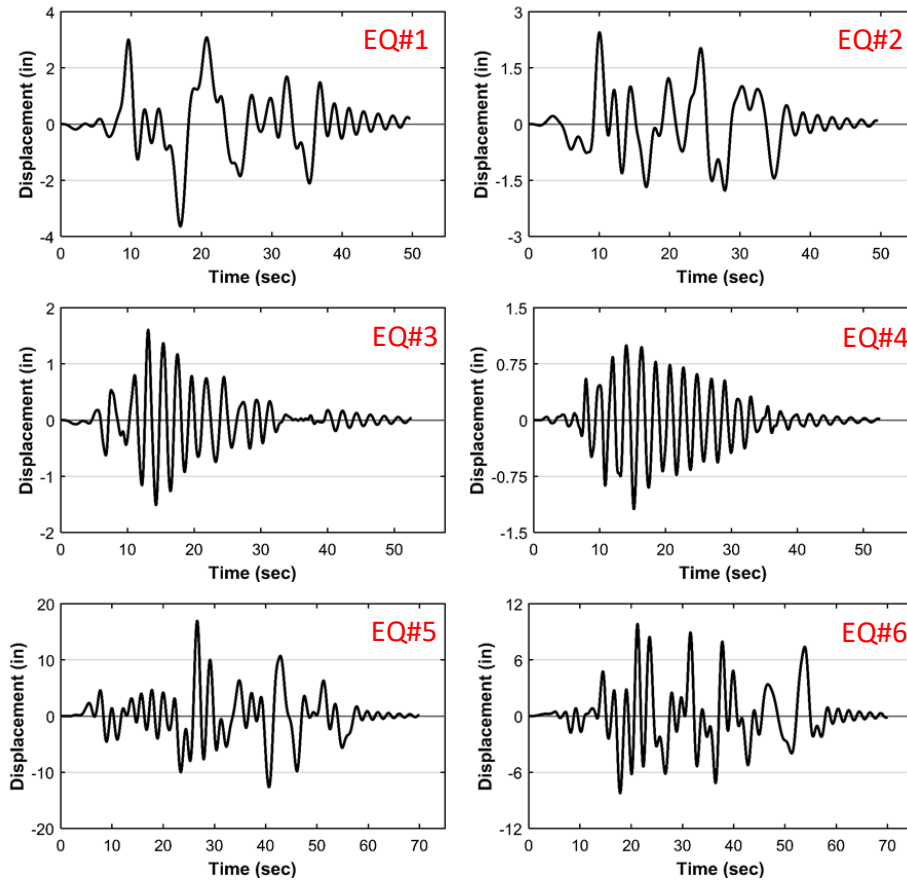 EQ#1
Displacement (in)
4
2
0
-2
-4
0 10 20 30 40 50
Time (sec)
EQ#2
Displacement (in)
3
1.5
0
-1.5
-3
0 10 20 30 40 50
Time (sec)
EQ#3
Displacement (in)
2
1
0
-1
-2
0 10 20 30 40 50
Time (sec)
EQ#4
Displacement (in)
1.5
0.75
0
-0.75
-1.5
0 10 20 30 40 50
Time (sec)
EQ#5
Displacement (in)
20
10
0
-10
-20
0 10 20 30 40 50 60 70
Time (sec)
EQ#6
Displacement (in)
12
6
0
-6
-12
0 10 20 30 40 50 60 70
Time (sec)